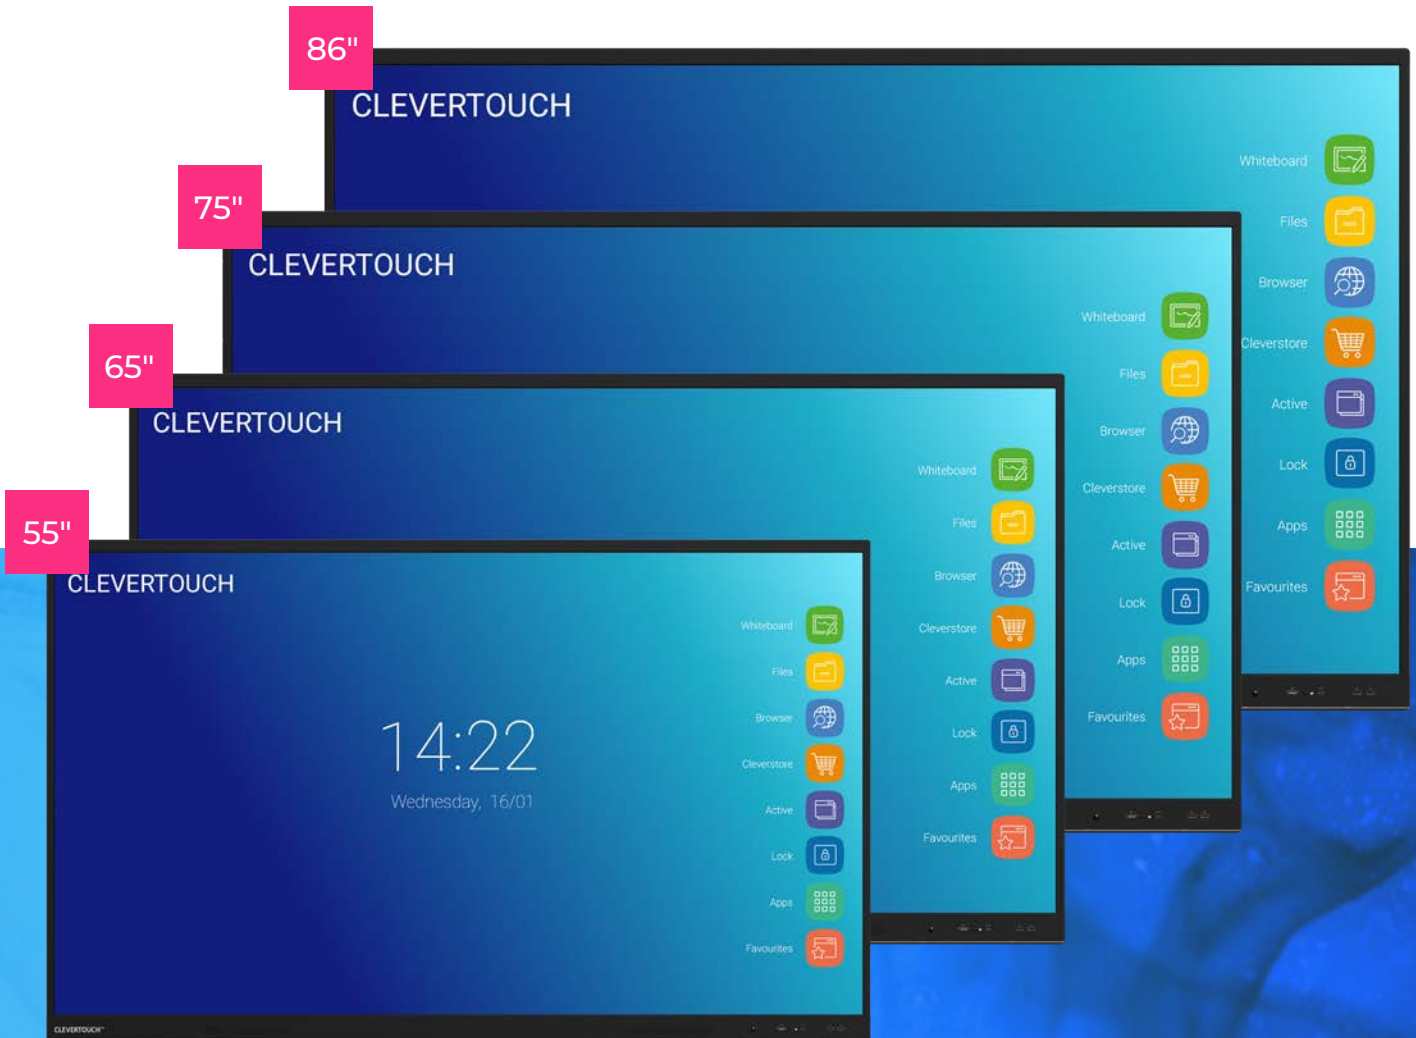 86"
CLEVERTOUCH
Whiteboard
Files
Browser
Cleverstore
Active
Lock
Apps
Favourites
75"
CLEVERTOUCH
Whiteboard
Files
Browser
Cleverstore
Active
Lock
Apps
Favourites
65"
CLEVERTOUCH
Whiteboard
Files
Browser
Cleverstore
Active
Lock
Apps
Favourites
55"
CLEVERTOUCH
14:22
Wednesday, 16/01
Whiteboard
Files
Browser
Cleverstore
Active
Lock
Apps
Favourites
CLEVERTOUCH™